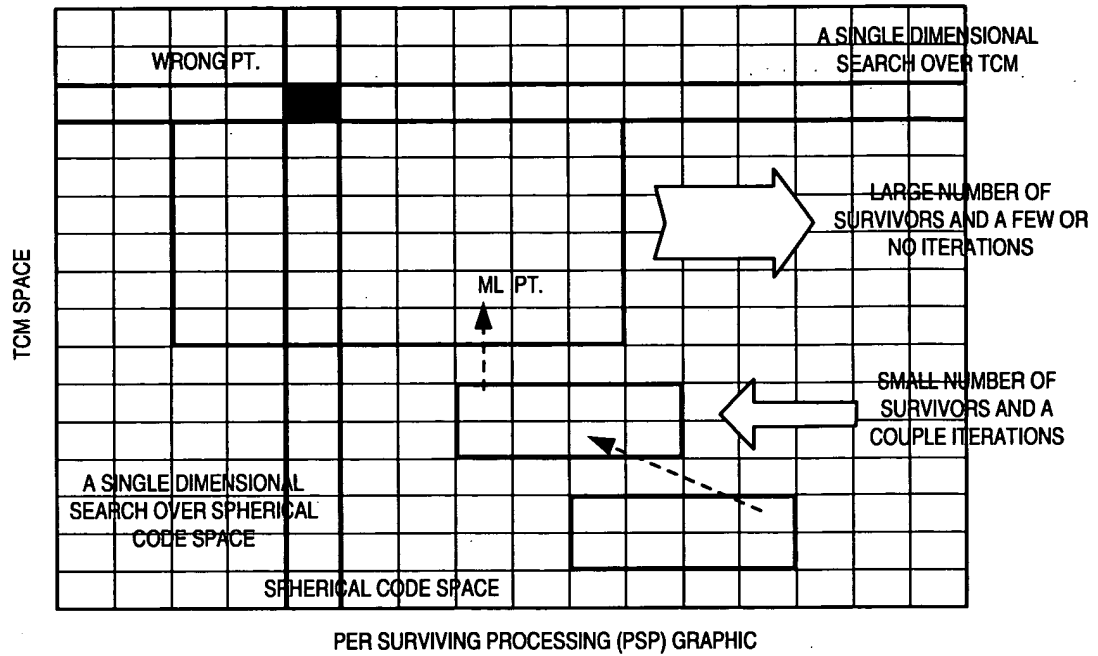 A SINGLE DIMENSIONAL
SEARCH OVER TCM
WRONG PT.
LARGE NUMBER OF
SURVIVORS AND A FEW OR
NO ITERATIONS
TCM SPACE
ML PT.
SMALL NUMBER OF
SURVIVORS AND A
COUPLE ITERATIONS
A SINGLE DIMENSIONAL
SEARCH OVER SPHERICAL
CODE SPACE
SPHERICAL CODE SPACE
PER SURVIVING PROCESSING (PSP) GRAPHIC